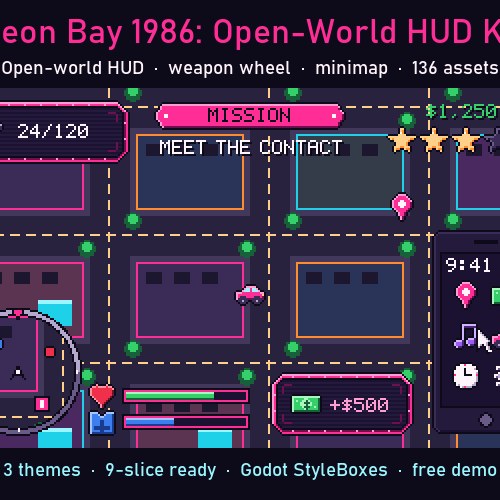 eon Bay 1986: Open-World HUD K
Open-world HUD · weapon wheel · minimap · 136 assets
24/120
MISSION
$1,250
MEET THE CONTACT
9:41
+$500
3 themes · 9-slice ready · Godot StyleBoxes · free demo